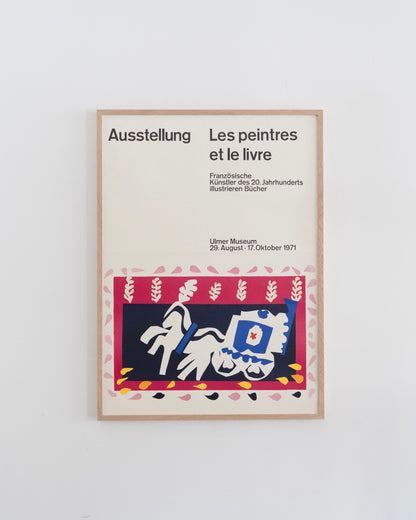 Ausstellung
Les peintres
et le livre
Französische
Künstler des 20. Jahrhunderts
illustrieren Bücher
Ulmer Museum
29. August - 17. Oktober 1971